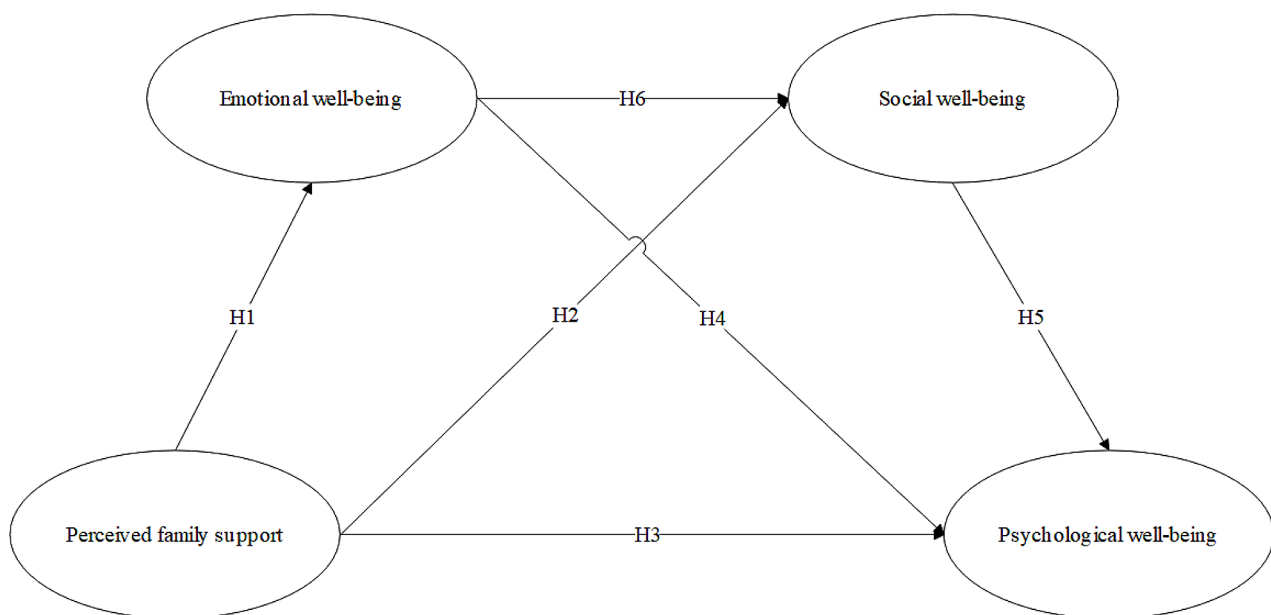 Emotional well-being
H6
Social well-being
H1
H2
H4
H5
Perceived family support
H3
Psychological well-being